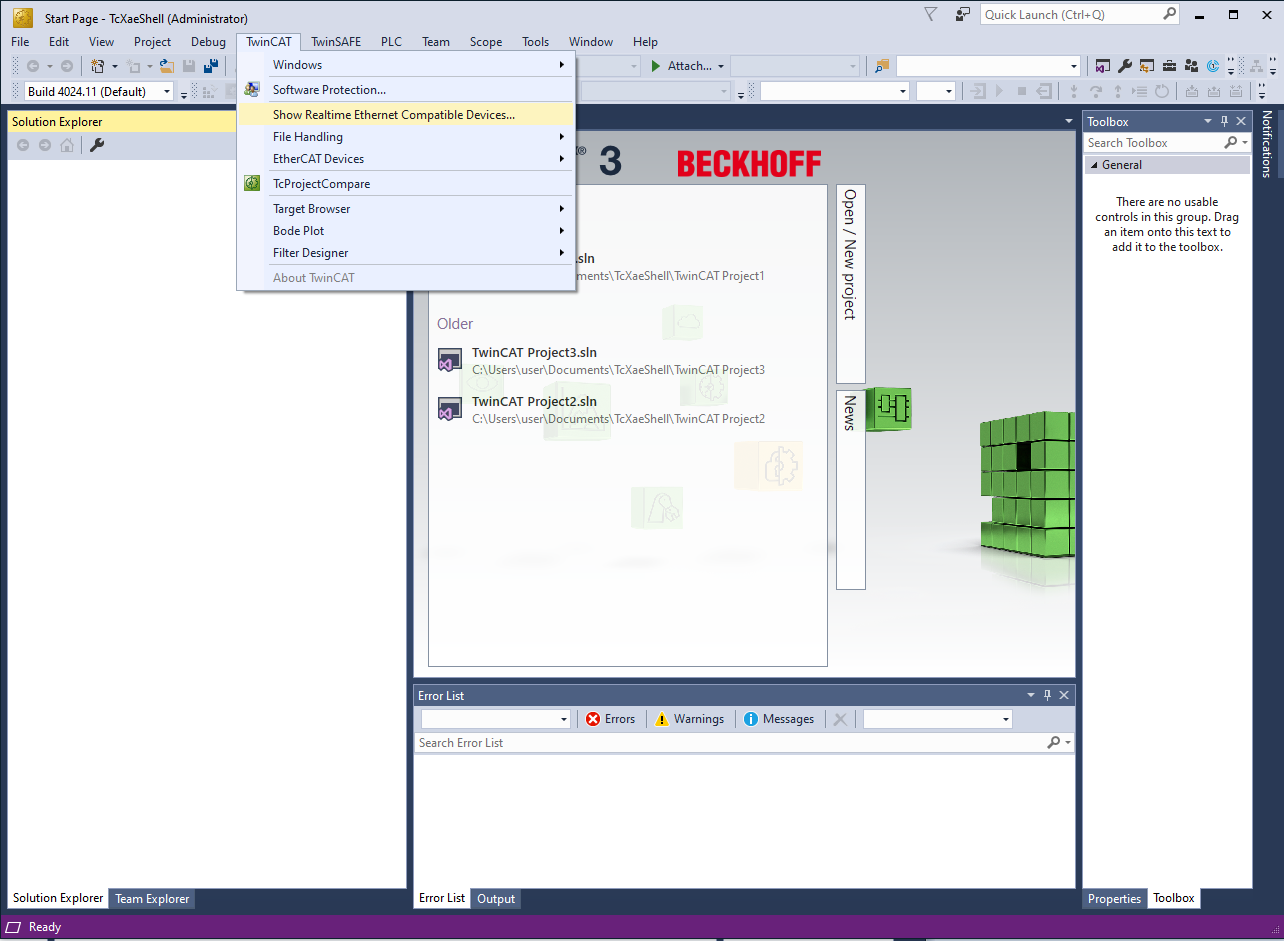 Start Page - TcXaeShell (Administrator)
Quick Launch (Ctrl+Q)
File Edit View Project Debug TwinCAT TwinSAFE PLC Team Scope Tools Window Help
Attach...
Build 4024.11 (Default)
Windows
Software Protection...
Show Realtime Ethernet Compatible Devices...
File Handling
EtherCAT Devices
TcProjectCompare
Target Browser
Bode Plot
Filter Designer
About TwinCAT
Solution Explorer
® 3 BECKHOFF
.sln
ments\TcXaeShell\TwinCAT Project1
Older
TwinCAT Project3.sln
C:\Users\user\Documents\TcXaeShell\TwinCAT Project3
TwinCAT Project2.sln
C:\Users\user\Documents\TcXaeShell\TwinCAT Project2
Open / New project
News
Toolbox
Search Toolbox
General
There are no usable
controls in this group. Drag
an item onto this text to
add it to the toolbox.
Notifications
Error List
Errors Warnings Messages
Search Error List
Solution Explorer Team Explorer
Error List Output
Properties Toolbox
Ready